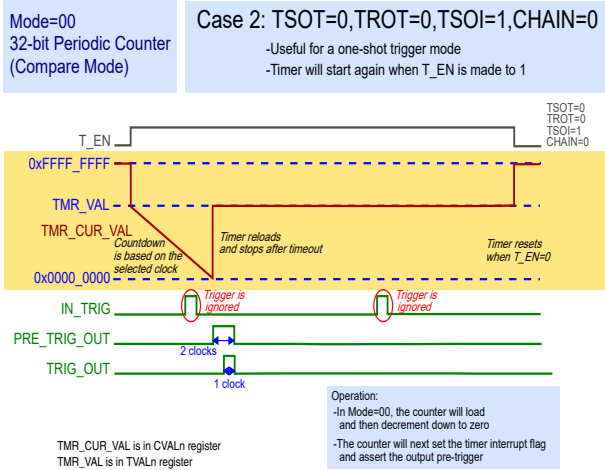 Mode=00
32-bit Periodic Counter
(Compare Mode)
Case 2: TSOT=0,TROT=0,TSOI=1,CHAIN=0
-Useful for a one-shot trigger mode
-Timer will start again when T_EN is made to 1
TSOT=0
TROT=0
TSOI=1
CHAIN=0
T_EN
0xFFFF_FFFF
TMR_VAL
TMR_CUR_VAL
Countdown
is based on the
selected clock
Timer reloads
and stops after timeout
Timer resets
when T_EN=0
0x0000_0000
IN_TRIG
Trigger is
ignored
Trigger is
ignored
PRE_TRIG_OUT
2 clocks
TRIG_OUT
1 clock
Operation:
-In Mode=00, the counter will load
and then decrement down to zero
-The counter will next set the timer interrupt flag
and assert the output pre-trigger
TMR_CUR_VAL is in CVALn register
TMR_VAL is in TVALn register